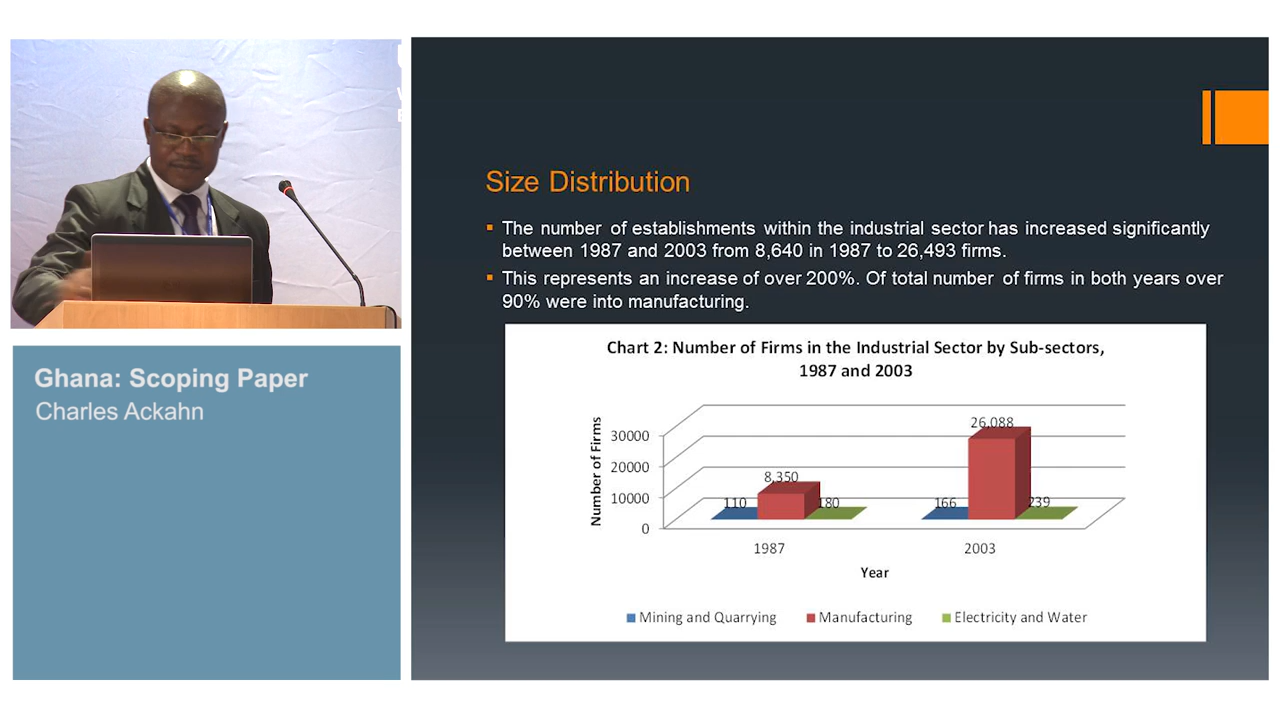 Ghana: Scoping Paper
Charles Ackahn
Size Distribution
The number of establishments within the industrial sector has increased significantly
between 1987 and 2003 from 8,640 in 1987 to 26,493 firms.
This represents an increase of over 200%. Of total number of firms in both years over
90% were into manufacturing.
Chart 2: Number of Firms in the Industrial Sector by Sub-sectors,
1987 and 2003
Number of Firms
30000
20000
10000
0
110
8,350
180
166
26,088
239
1987
2003
Year
Mining and Quarrying
Manufacturing
Electricity and Water